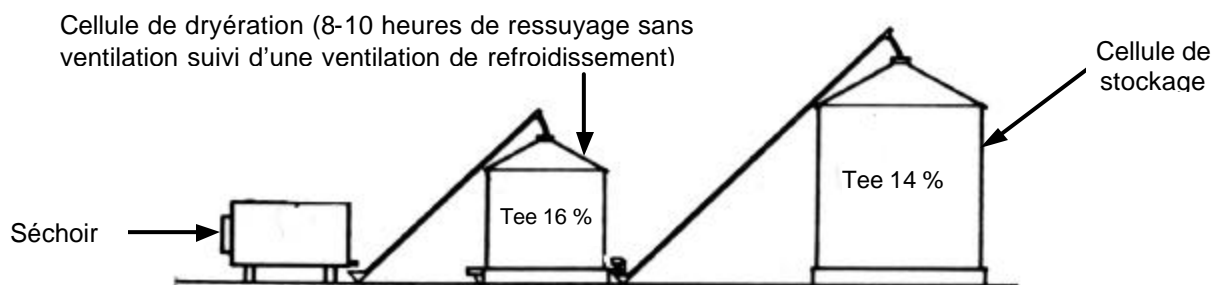 Cellule de dryération (8-10 heures de ressuyage sans
ventilation suivi d’une ventilation de refroidissement)
Cellule de
stockage
Tee 14 %
Tee 16 %
Séchoir